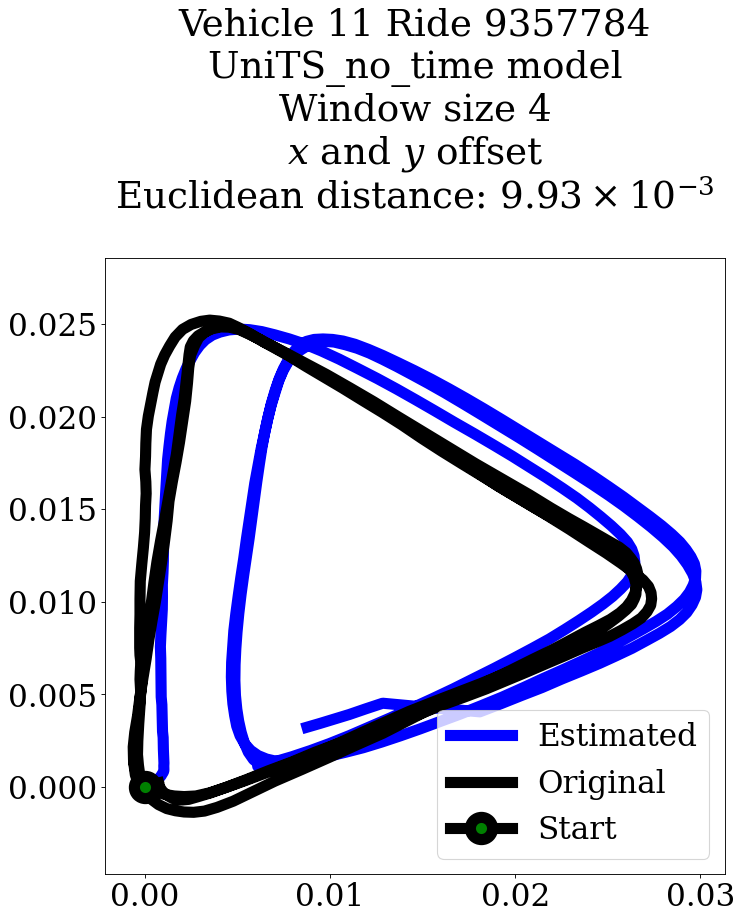 Vehicle 11 Ride 9357784
UniTS_no_time model
Window size 4
x and y offset
Euclidean distance: 9.93 × 10⁻³
0.025
0.020
0.015
0.010
0.005
0.000
Estimated
Original
Start
0.00 0.01 0.02 0.03